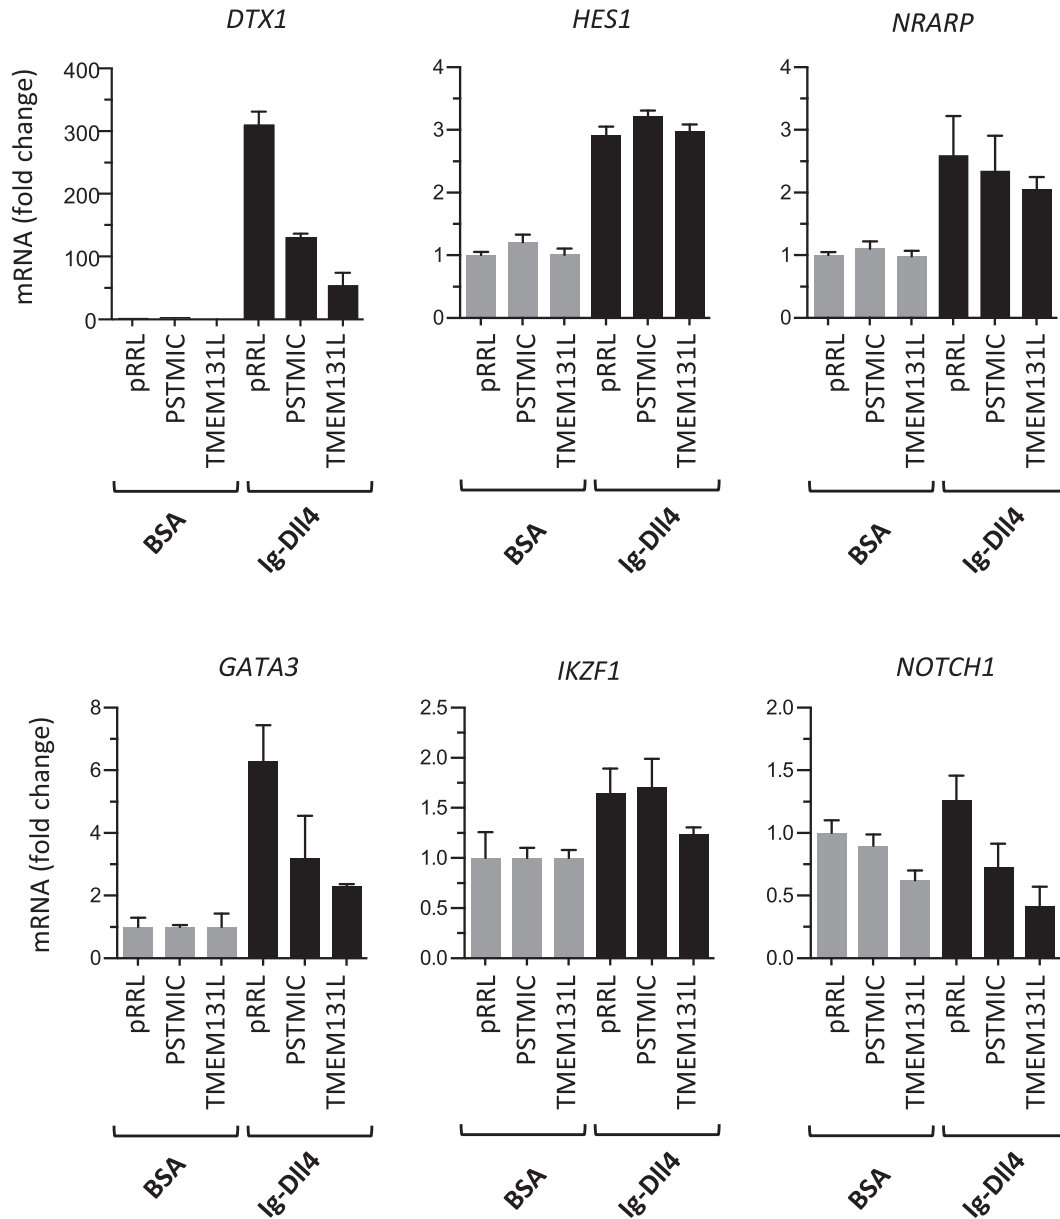 DTX1
HES1
NRARP
mRNA (fold change)
400
300
200
100
0
4
3
2
1
0
4
3
2
1
0
pRRL
PSTMIC
TMEM131L
pRRL
PSTMIC
TMEM131L
pRRL
PSTMIC
TMEM131L
pRRL
PSTMIC
TMEM131L
pRRL
PSTMIC
TMEM131L
pRRL
PSTMIC
TMEM131L
BSA
Ig-Dll4
BSA
Ig-Dll4
BSA
Ig-Dll4
GATA3
IKZF1
NOTCH1
mRNA (fold change)
8
6
4
2
0
2.5
2.0
1.5
1.0
0.5
0.0
2.0
1.5
1.0
0.5
0.0
pRRL
PSTMIC
TMEM131L
pRRL
PSTMIC
TMEM131L
pRRL
PSTMIC
TMEM131L
pRRL
PSTMIC
TMEM131L
pRRL
PSTMIC
TMEM131L
pRRL
PSTMIC
TMEM131L
BSA
Ig-Dll4
BSA
Ig-Dll4
BSA
Ig-Dll4